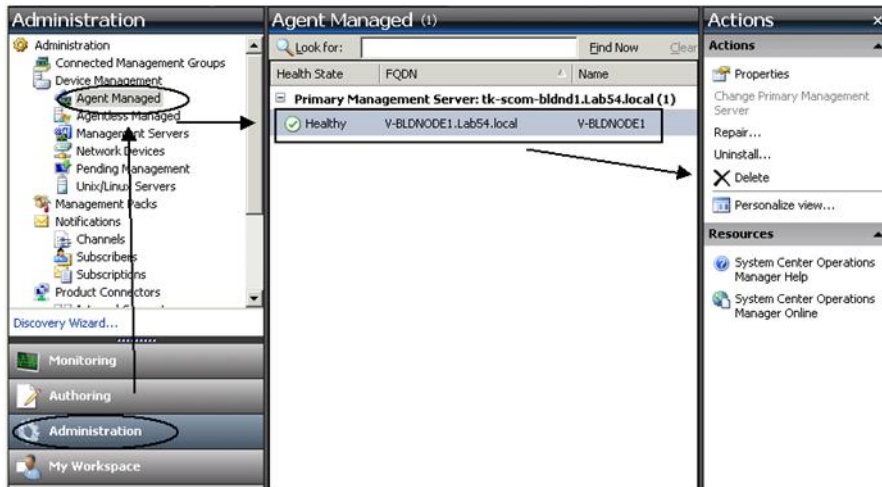 Administration
Administration
Connected Management Groups
Device Management
Agent Managed
Agentless Managed
Management Servers
Network Devices
Pending Management
Unix/Linux Servers
Management Packs
Notifications
Channels
Subscribers
Subscriptions
Product Connectors
Discovery Wizard...
Monitoring
Authoring
Administration
My Workspace
Agent Managed (1)
Look for:
Find Now
Clear
Health State FQDN Name
Primary Management Server: tk-scom-bldnd1.Lab54.local (1)
Healthy V-BLDNODE1.Lab54.local V-BLDNODE1
Actions
Actions
Properties
Change Primary Management
Server
Repair...
Uninstall...
Delete
Personalize view...
Resources
System Center Operations
Manager Help
System Center Operations
Manager Online